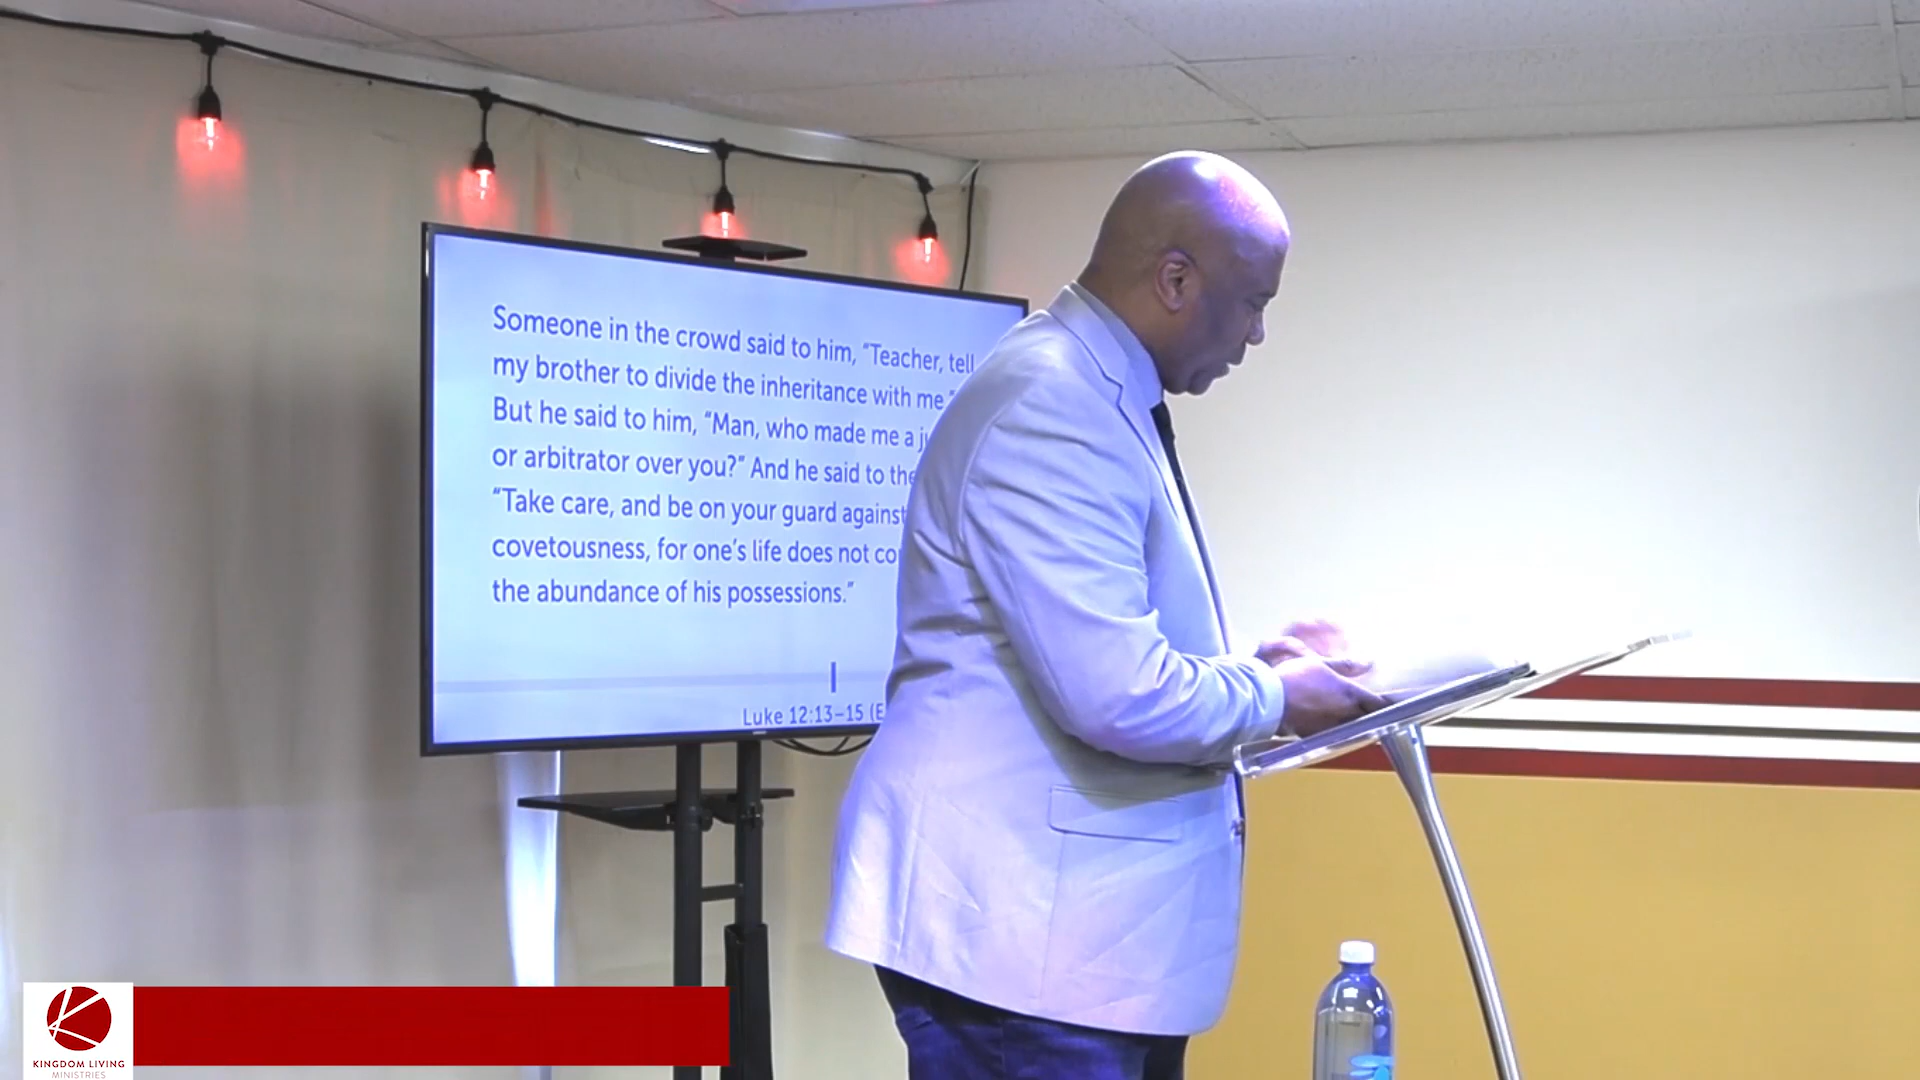 Someone in the crowd said to him, “Teacher, tell
my brother to divide the inheritance with me.”
But he said to him, “Man, who made me a
or arbitrator over you?” And he said to
“Take care, and be on your guard against
covetousness, for one’s life does not
the abundance of his possessions.”
Luke 12:13–15
KINGDOM LIVING
MINISTRIES